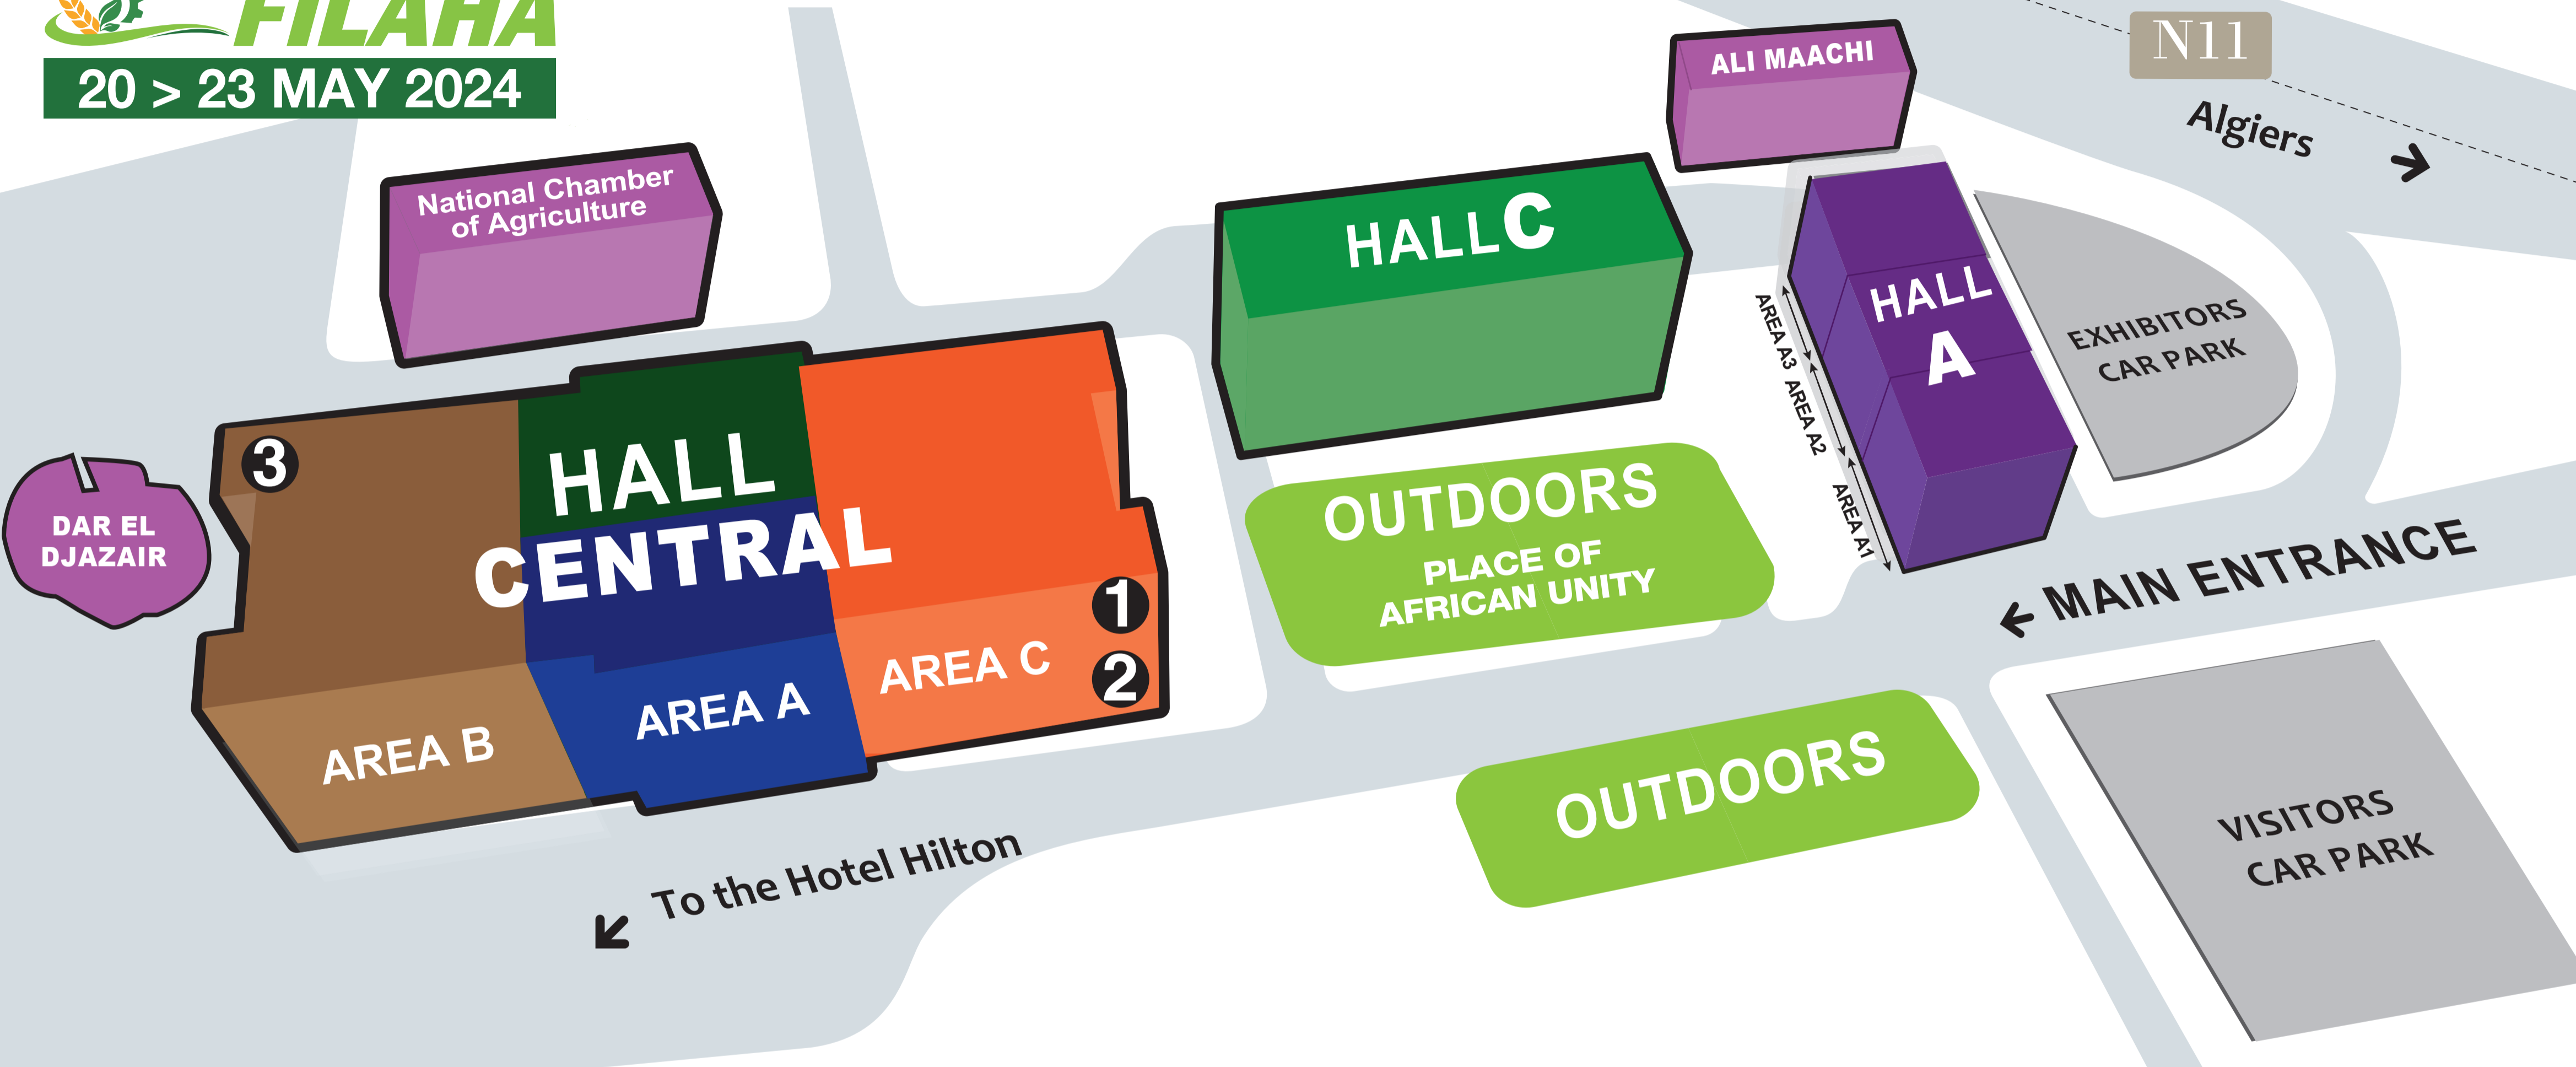 FILAHA
20 > 23 MAY 2024
National Chamber
of Agriculture
ALI MAACHI
N11
Algiers
HALL C
HALL
A
AREA A3
AREA A2
AREA A1
EXHIBITORS
CAR PARK
3
DAR EL
DJAZAIR
HALL
CENTRAL
1
2
AREA B
AREA A
AREA C
OUTDOORS
PLACE OF
AFRICAN UNITY
MAIN ENTRANCE
OUTDOORS
VISITORS
CAR PARK
To the Hotel Hilton